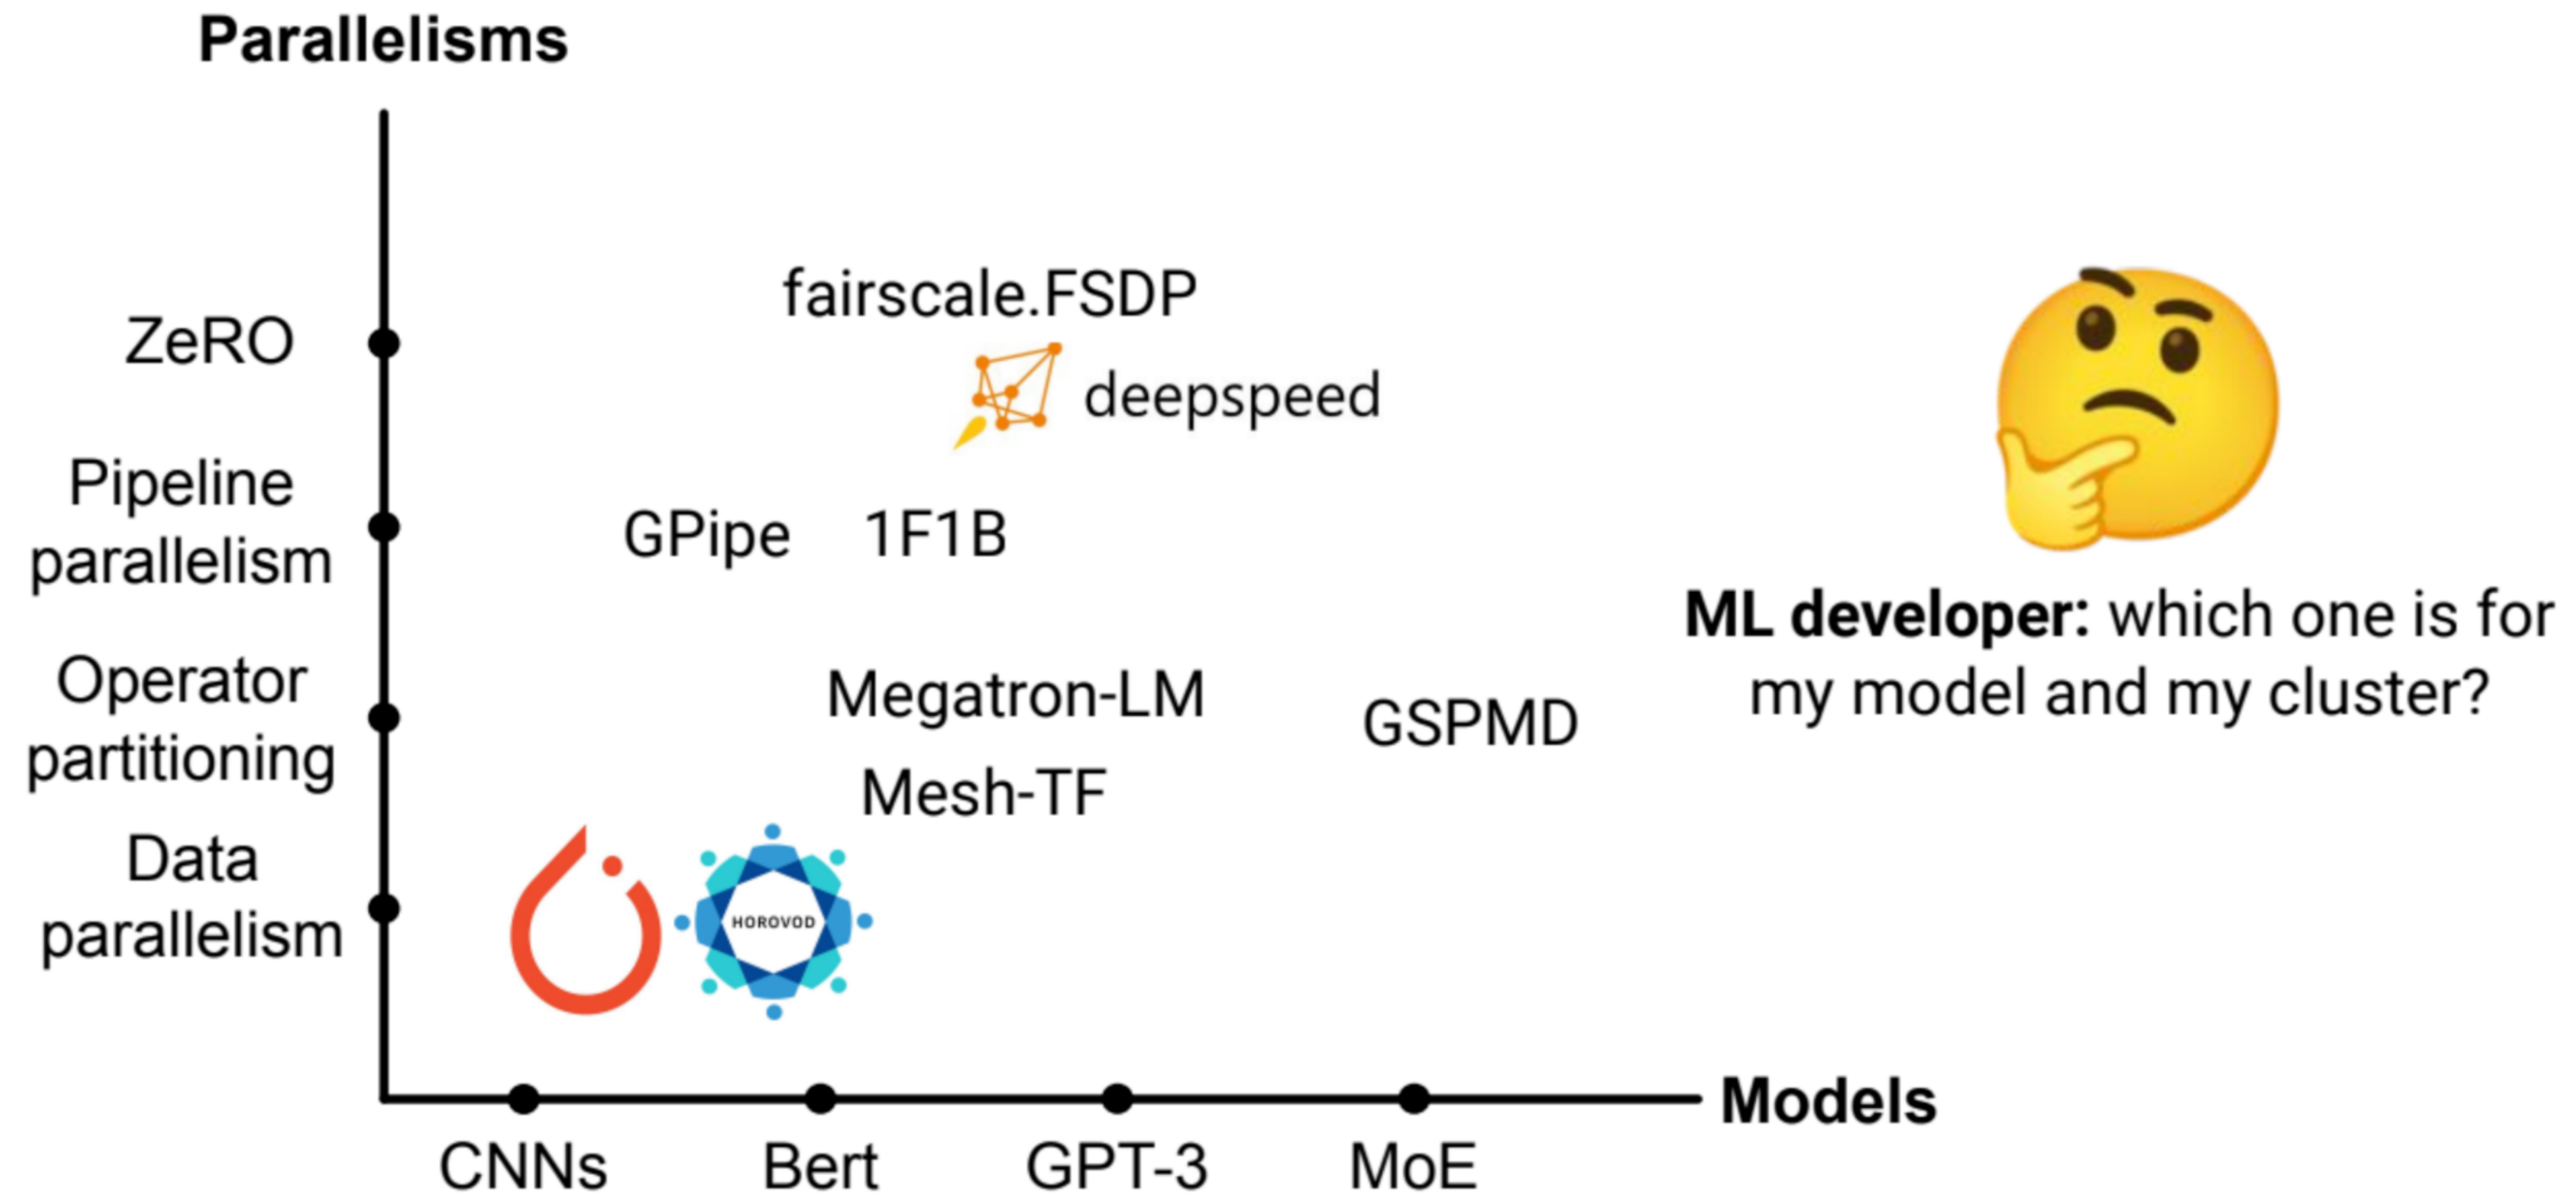 Parallelisms
ZeRO
Pipeline
parallelism
Operator
partitioning
Data
parallelism
fairscale.FSDP
deepspeed
GPipe
1F1B
Megatron-LM
GSPMD
Mesh-TF
HOROVOD
ML developer: which one is for
my model and my cluster?
CNNs
Bert
GPT-3
MoE
Models